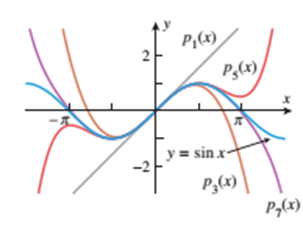 y
p₁(x)
2
p₅(x)
x
−π
π
y = sin x
−2
p₃(x)
p₇(x)